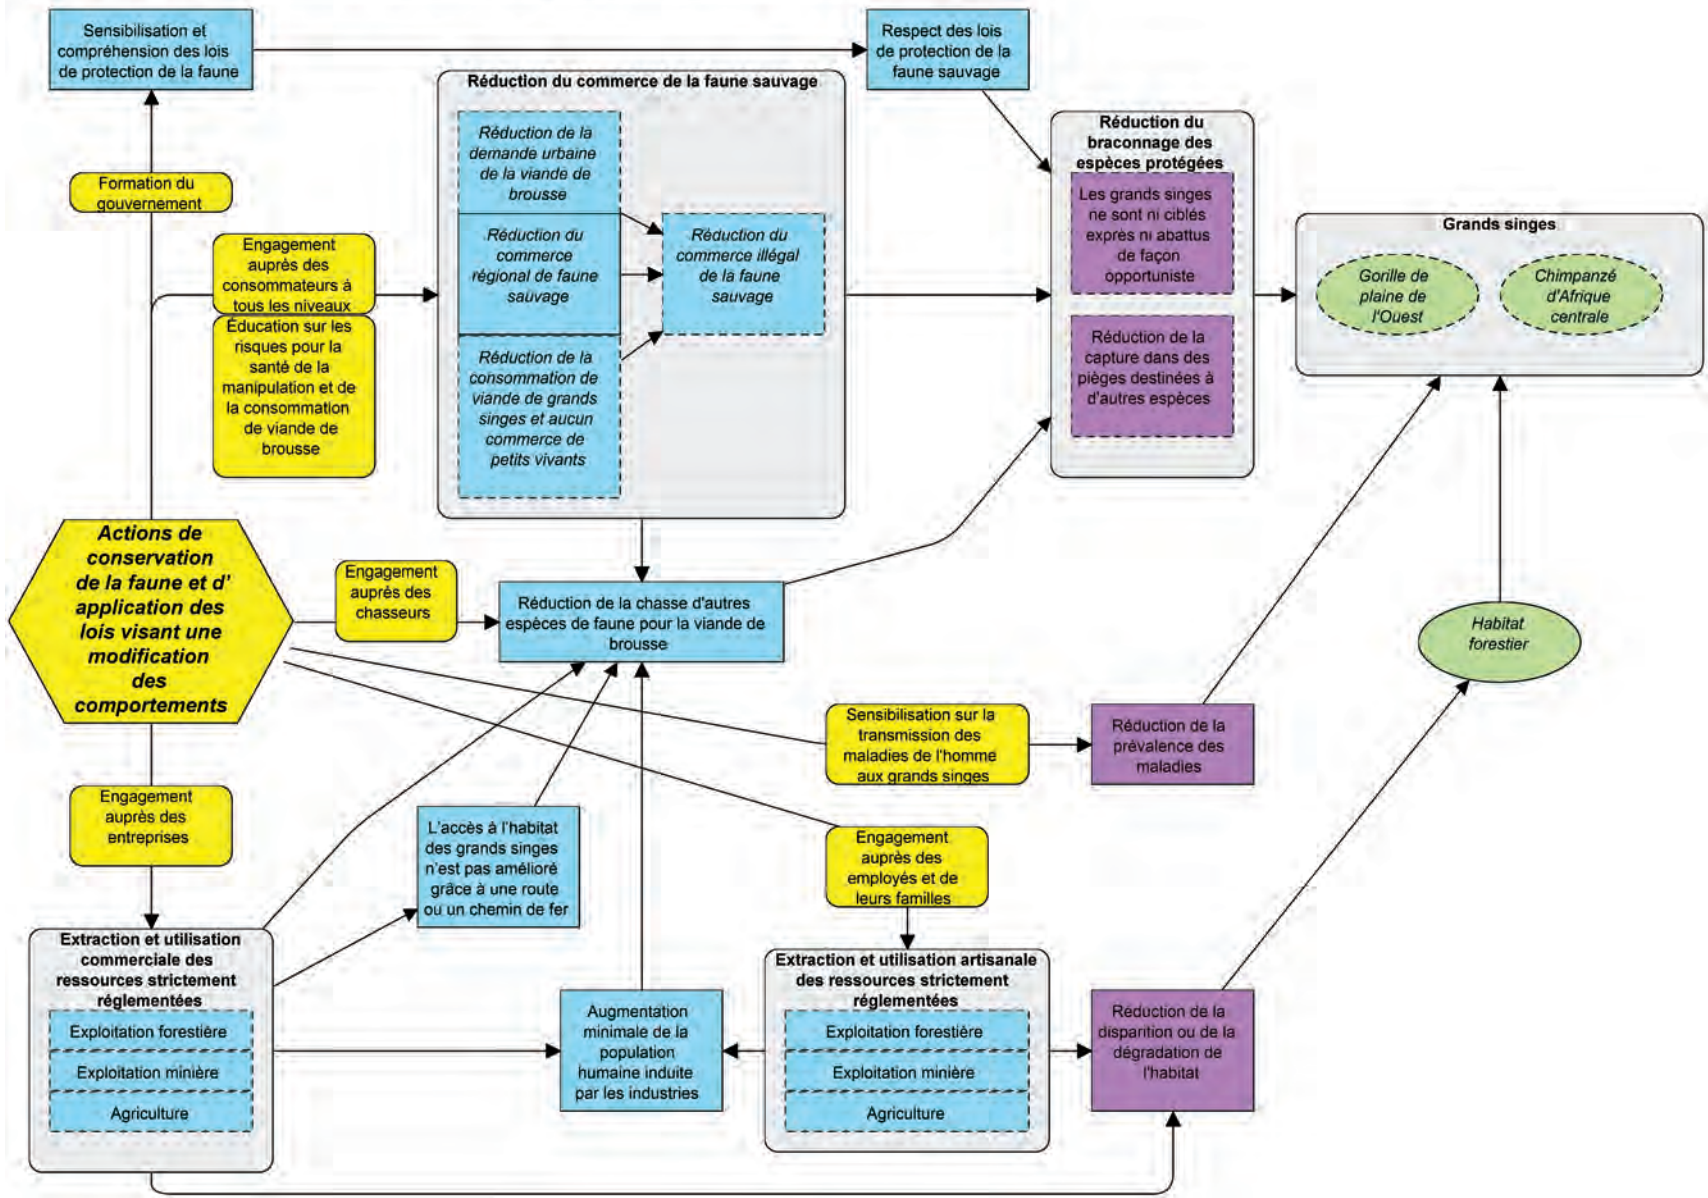 Sensibilisation et
compréhension des lois
de protection de la faune
Respect des lois
de protection de la
faune sauvage
Réduction du commerce de la faune sauvage
Réduction de la
demande urbaine
de la viande de
brousse
Réduction du
commerce
régional de faune
sauvage
Réduction de la
consommation de
viande de grands
singes et aucun
commerce de
petits vivants
Réduction du
commerce illégal
de la faune
sauvage
Réduction du
braconnage des
espèces protégées
Les grands singes
ne sont ni ciblés
exprès ni abattus
de façon
opportuniste
Réduction de la
capture dans des
pièges destinées à
d'autres espèces
Grands singes
Gorille de
plaine de
l'Ouest
Chimpanzé
d'Afrique
centrale
Formation du
gouvernement
Engagement
auprès des
consommateurs à
tous les niveaux
Éducation sur les
risques pour la
santé de la
manipulation et de
la consommation
de viande de
brousse
Actions de
conservation
de la faune et d'
application des
lois visant une
modification
des
comportements
Engagement
auprès des
chasseurs
Réduction de la chasse d'autres
espèces de faune pour la viande de
brousse
Habitat
forestier
Sensibilisation sur la
transmission des
maladies de l'homme
aux grands singes
Réduction de la
prévalence des
maladies
Engagement
auprès des
entreprises
L'accès à l'habitat
des grands singes
n'est pas amélioré
grâce à une route
ou un chemin de fer
Engagement
auprès des
employés et de
leurs familles
Extraction et utilisation
commerciale des
ressources strictement
réglementées
Exploitation forestière
Exploitation minière
Agriculture
Augmentation
minimale de la
population
humaine induite
par les industries
Extraction et utilisation artisanale
des ressources strictement
réglementées
Exploitation forestière
Exploitation minière
Agriculture
Réduction de la
disparition ou de la
dégradation de
l'habitat